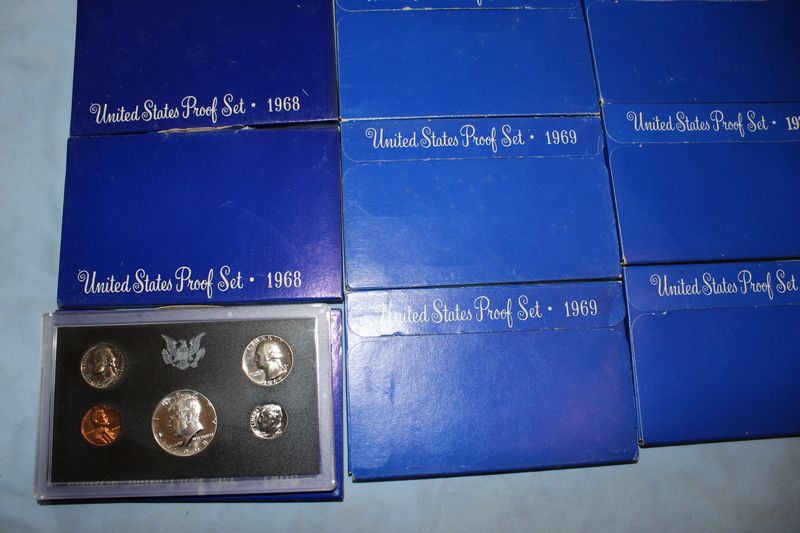 United States Proof Set · 1968
United States Proof Set · 1969
United States Proof Set ·
United States Proof Set · 1968
United States Proof Set · 1969
United States Proof Set ·
LIBERTY